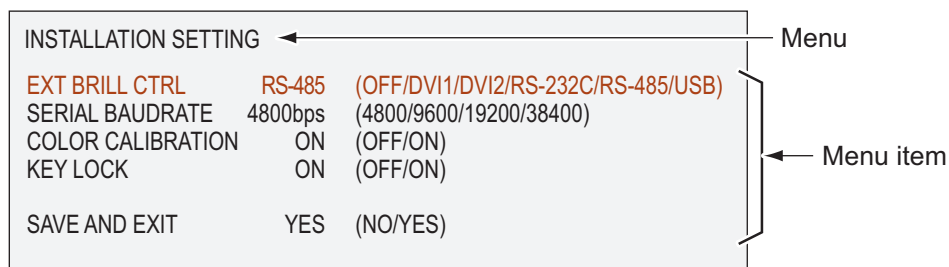 INSTALLATION SETTING
Menu
EXT BRILL CTRL RS-485 (OFF/DVI1/DVI2/RS-232C/RS-485/USB)
SERIAL BAUDRATE 4800bps (4800/9600/19200/38400)
COLOR CALIBRATION ON (OFF/ON)
KEY LOCK ON (OFF/ON)
Menu item
SAVE AND EXIT YES (NO/YES)